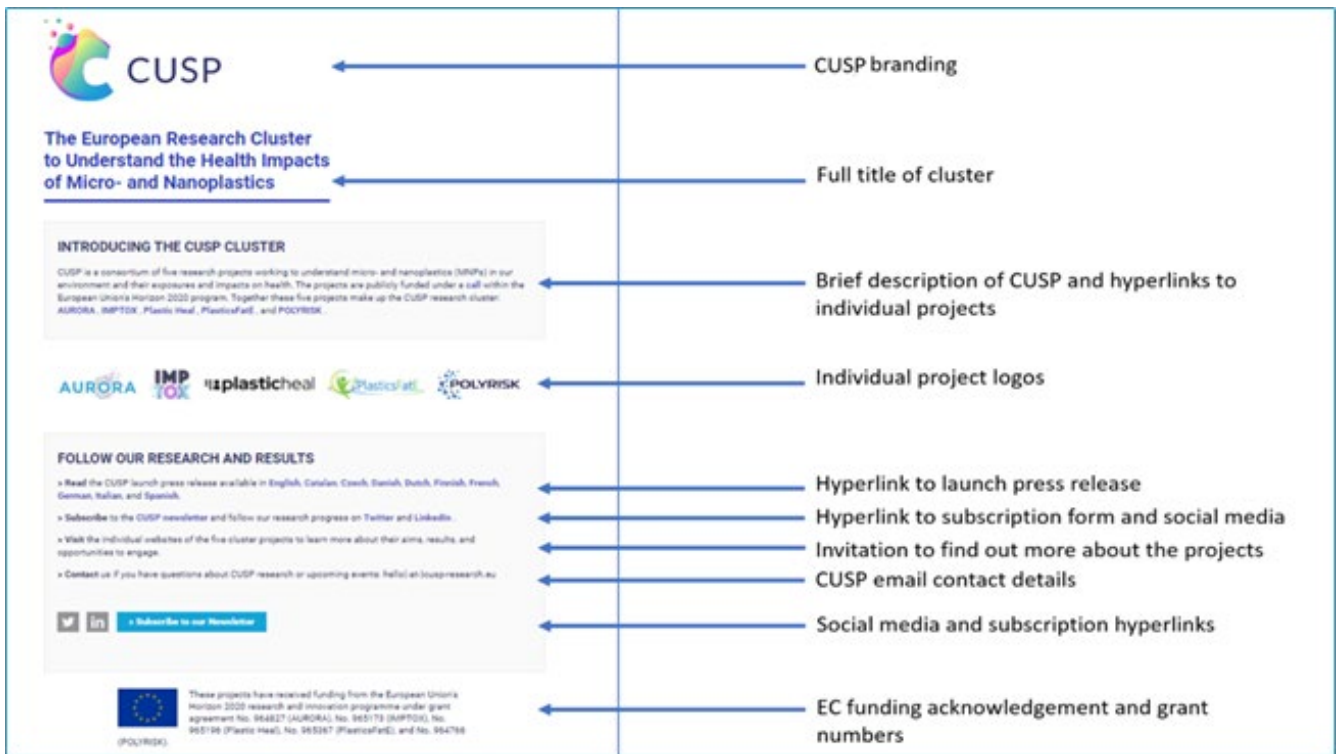 CUSP
CUSP branding
The European Research Cluster
to Understand the Health Impacts
of Micro- and Nanoplastics
Full title of cluster
INTRODUCING THE CUSP CLUSTER
CUSP is a consortium of five research projects working to understand micro- and nanoplastics (MNPs) in our
environment and their exposures and impacts on health. The projects are publicly funded under a call within the
European Union's Horizon 2020 program. Together these five projects make up the CUSP research cluster:
AURORA , IMPTOX , Plastic Heal , PlasticsFatE , and POLYRISK .
Brief description of CUSP and hyperlinks to
individual projects
AURORA
IMP
TOX
plasticheal
PlasticsFatE
POLYRISK
Individual project logos
FOLLOW OUR RESEARCH AND RESULTS
» Read the CUSP launch press release available in English, Catalan, Czech, Danish, Dutch, Finnish, French,
German, Italian, and Spanish.
Hyperlink to launch press release
» Subscribe to the CUSP newsletter and follow our research progress on Twitter and LinkedIn .
Hyperlink to subscription form and social media
» Visit the individual websites of the five cluster projects to learn more about their aims, results, and
opportunities to engage.
Invitation to find out more about the projects
» Contact us if you have questions about CUSP research or upcoming events: hello( at )cusp-research.eu
CUSP email contact details
in
» Subscribe to our Newsletter
Social media and subscription hyperlinks
These projects have received funding from the European Union's
Horizon 2020 research and innovation programme under grant
agreement No. 964827 (AURORA), No. 965173 (IMPTOX), No.
965196 (Plastic Heal), No. 965367 (PlasticsFatE), and No. 964766
(POLYRISK).
EC funding acknowledgement and grant
numbers